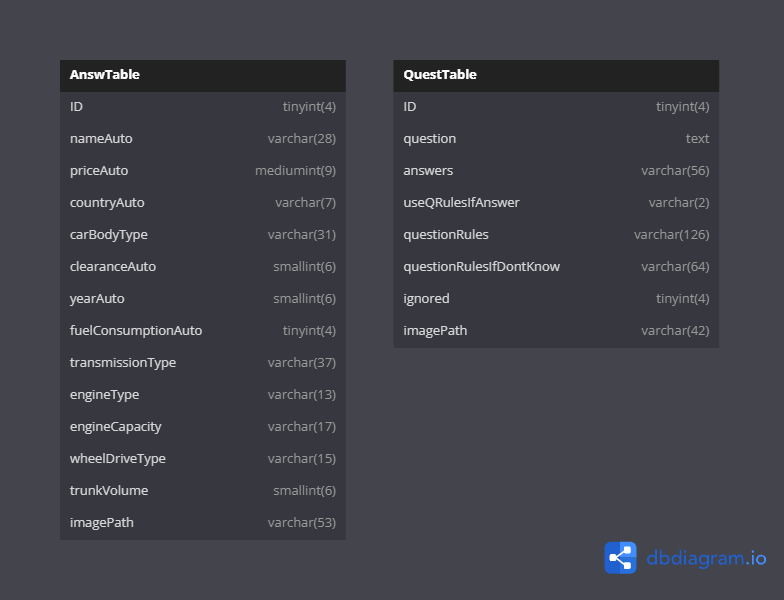 AnswTable
ID tinyint(4)
nameAuto varchar(28)
priceAuto mediumint(9)
countryAuto varchar(7)
carBodyType varchar(31)
clearanceAuto smallint(6)
yearAuto smallint(6)
fuelConsumptionAuto tinyint(4)
transmissionType varchar(37)
engineType varchar(13)
engineCapacity varchar(17)
wheelDriveType varchar(15)
trunkVolume smallint(6)
imagePath varchar(53)
QuestTable
ID tinyint(4)
question text
answers varchar(56)
useQRulesIfAnswer varchar(2)
questionRules varchar(126)
questionRulesIfDontKnow varchar(64)
ignored tinyint(4)
imagePath varchar(42)
dbdiagram.io